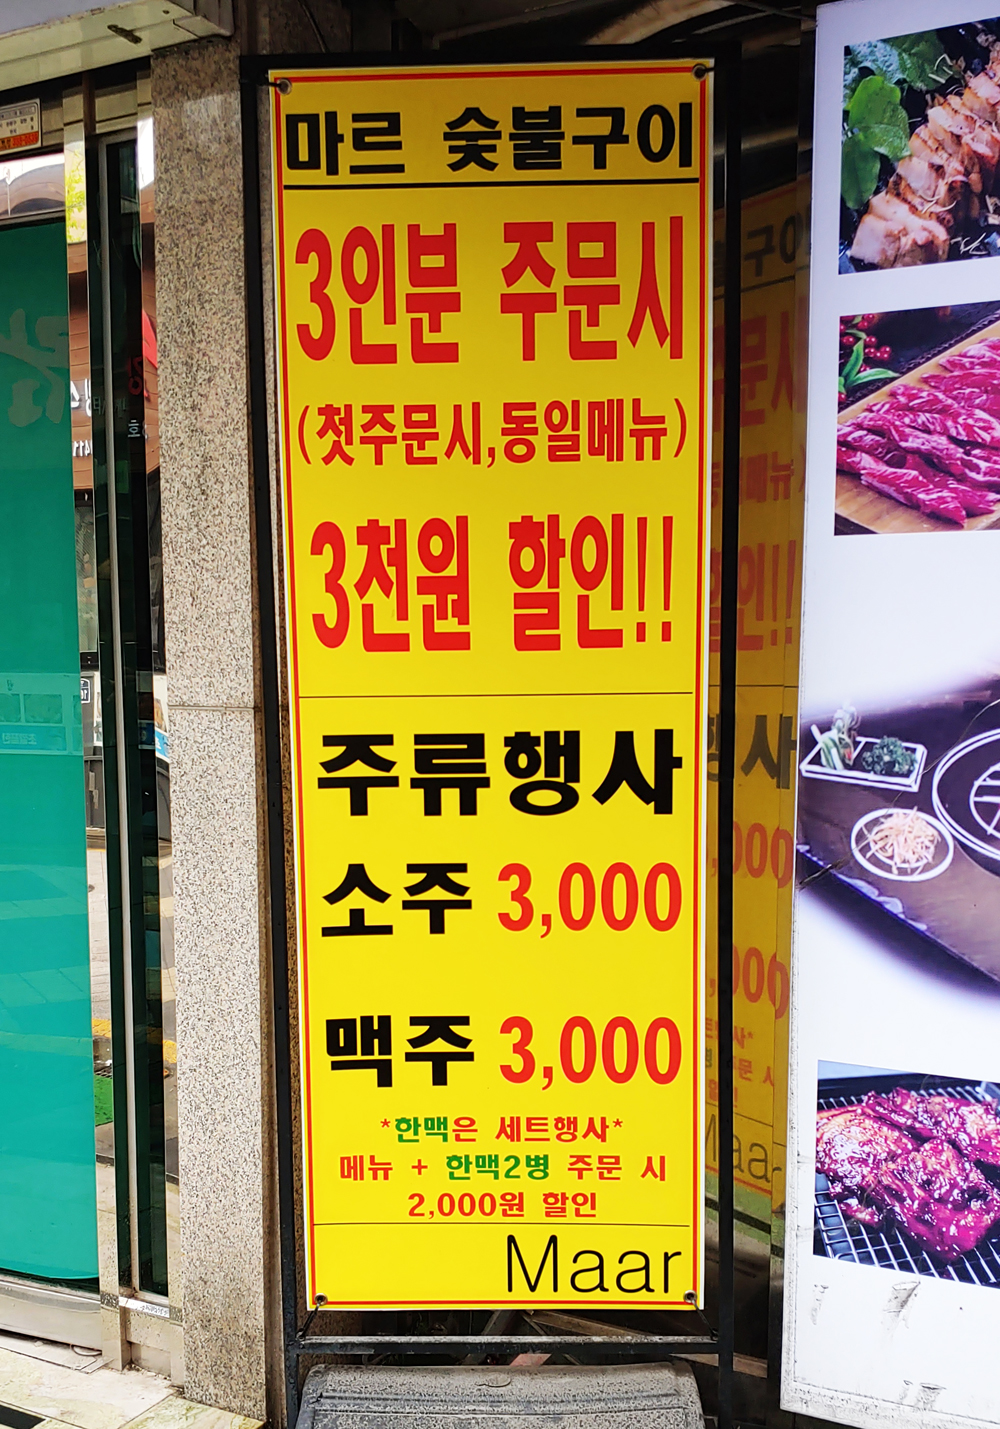 마르 숯불구이
3인분 주문시
(첫주문시,동일메뉴)
3천원 할인!!
주류행사
소주 3,000
맥주 3,000
*한맥은 세트행사*
메뉴 + 한맥2병 주문 시
2,000원 할인
Maar